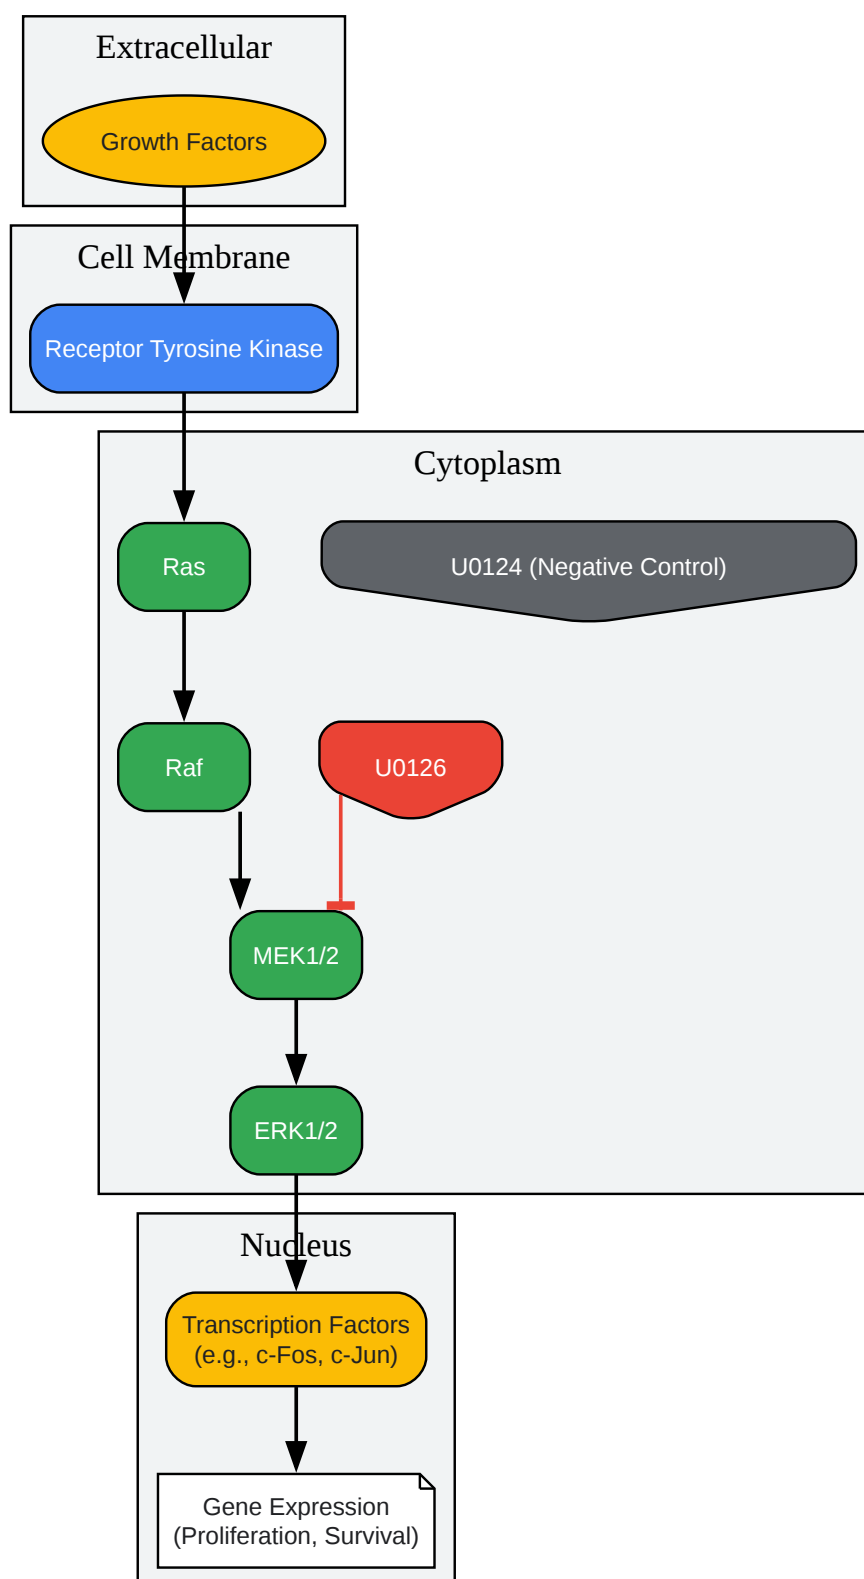 Extracellular
Growth Factors
Cell Membrane
Receptor Tyrosine Kinase
Cytoplasm
Ras
U0124 (Negative Control)
Raf
U0126
MEK1/2
ERK1/2
Nucleus
Transcription Factors
(e.g., c-Fos, c-Jun)
Gene Expression
(Proliferation, Survival)